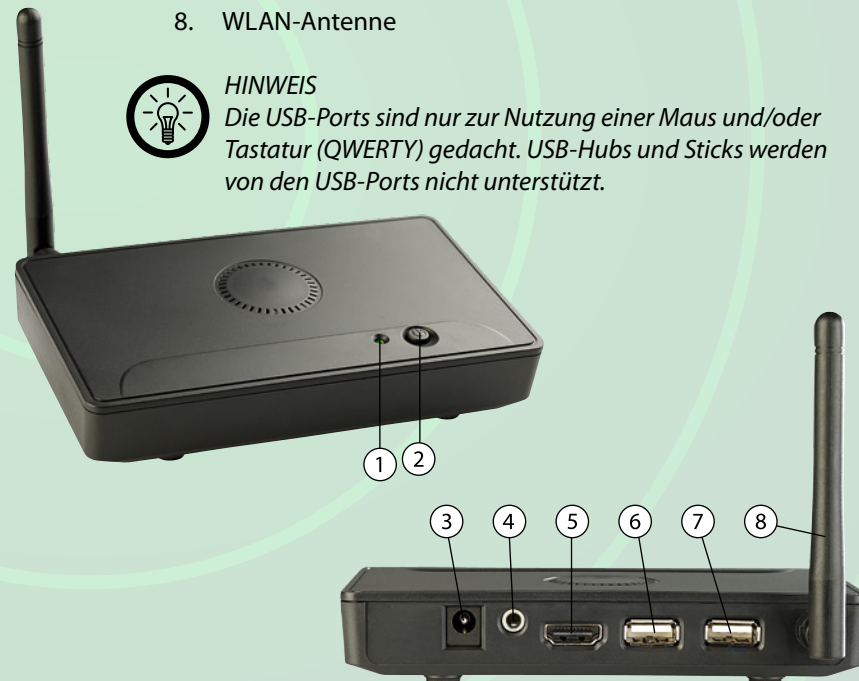 8. WLAN-Antenne
HINWEIS
Die USB-Ports sind nur zur Nutzung einer Maus und/oder
Tastatur (QWERTY) gedacht. USB-Hubs und Sticks werden
von den USB-Ports nicht unterstützt.
1 2
3 4 5 6 7 8